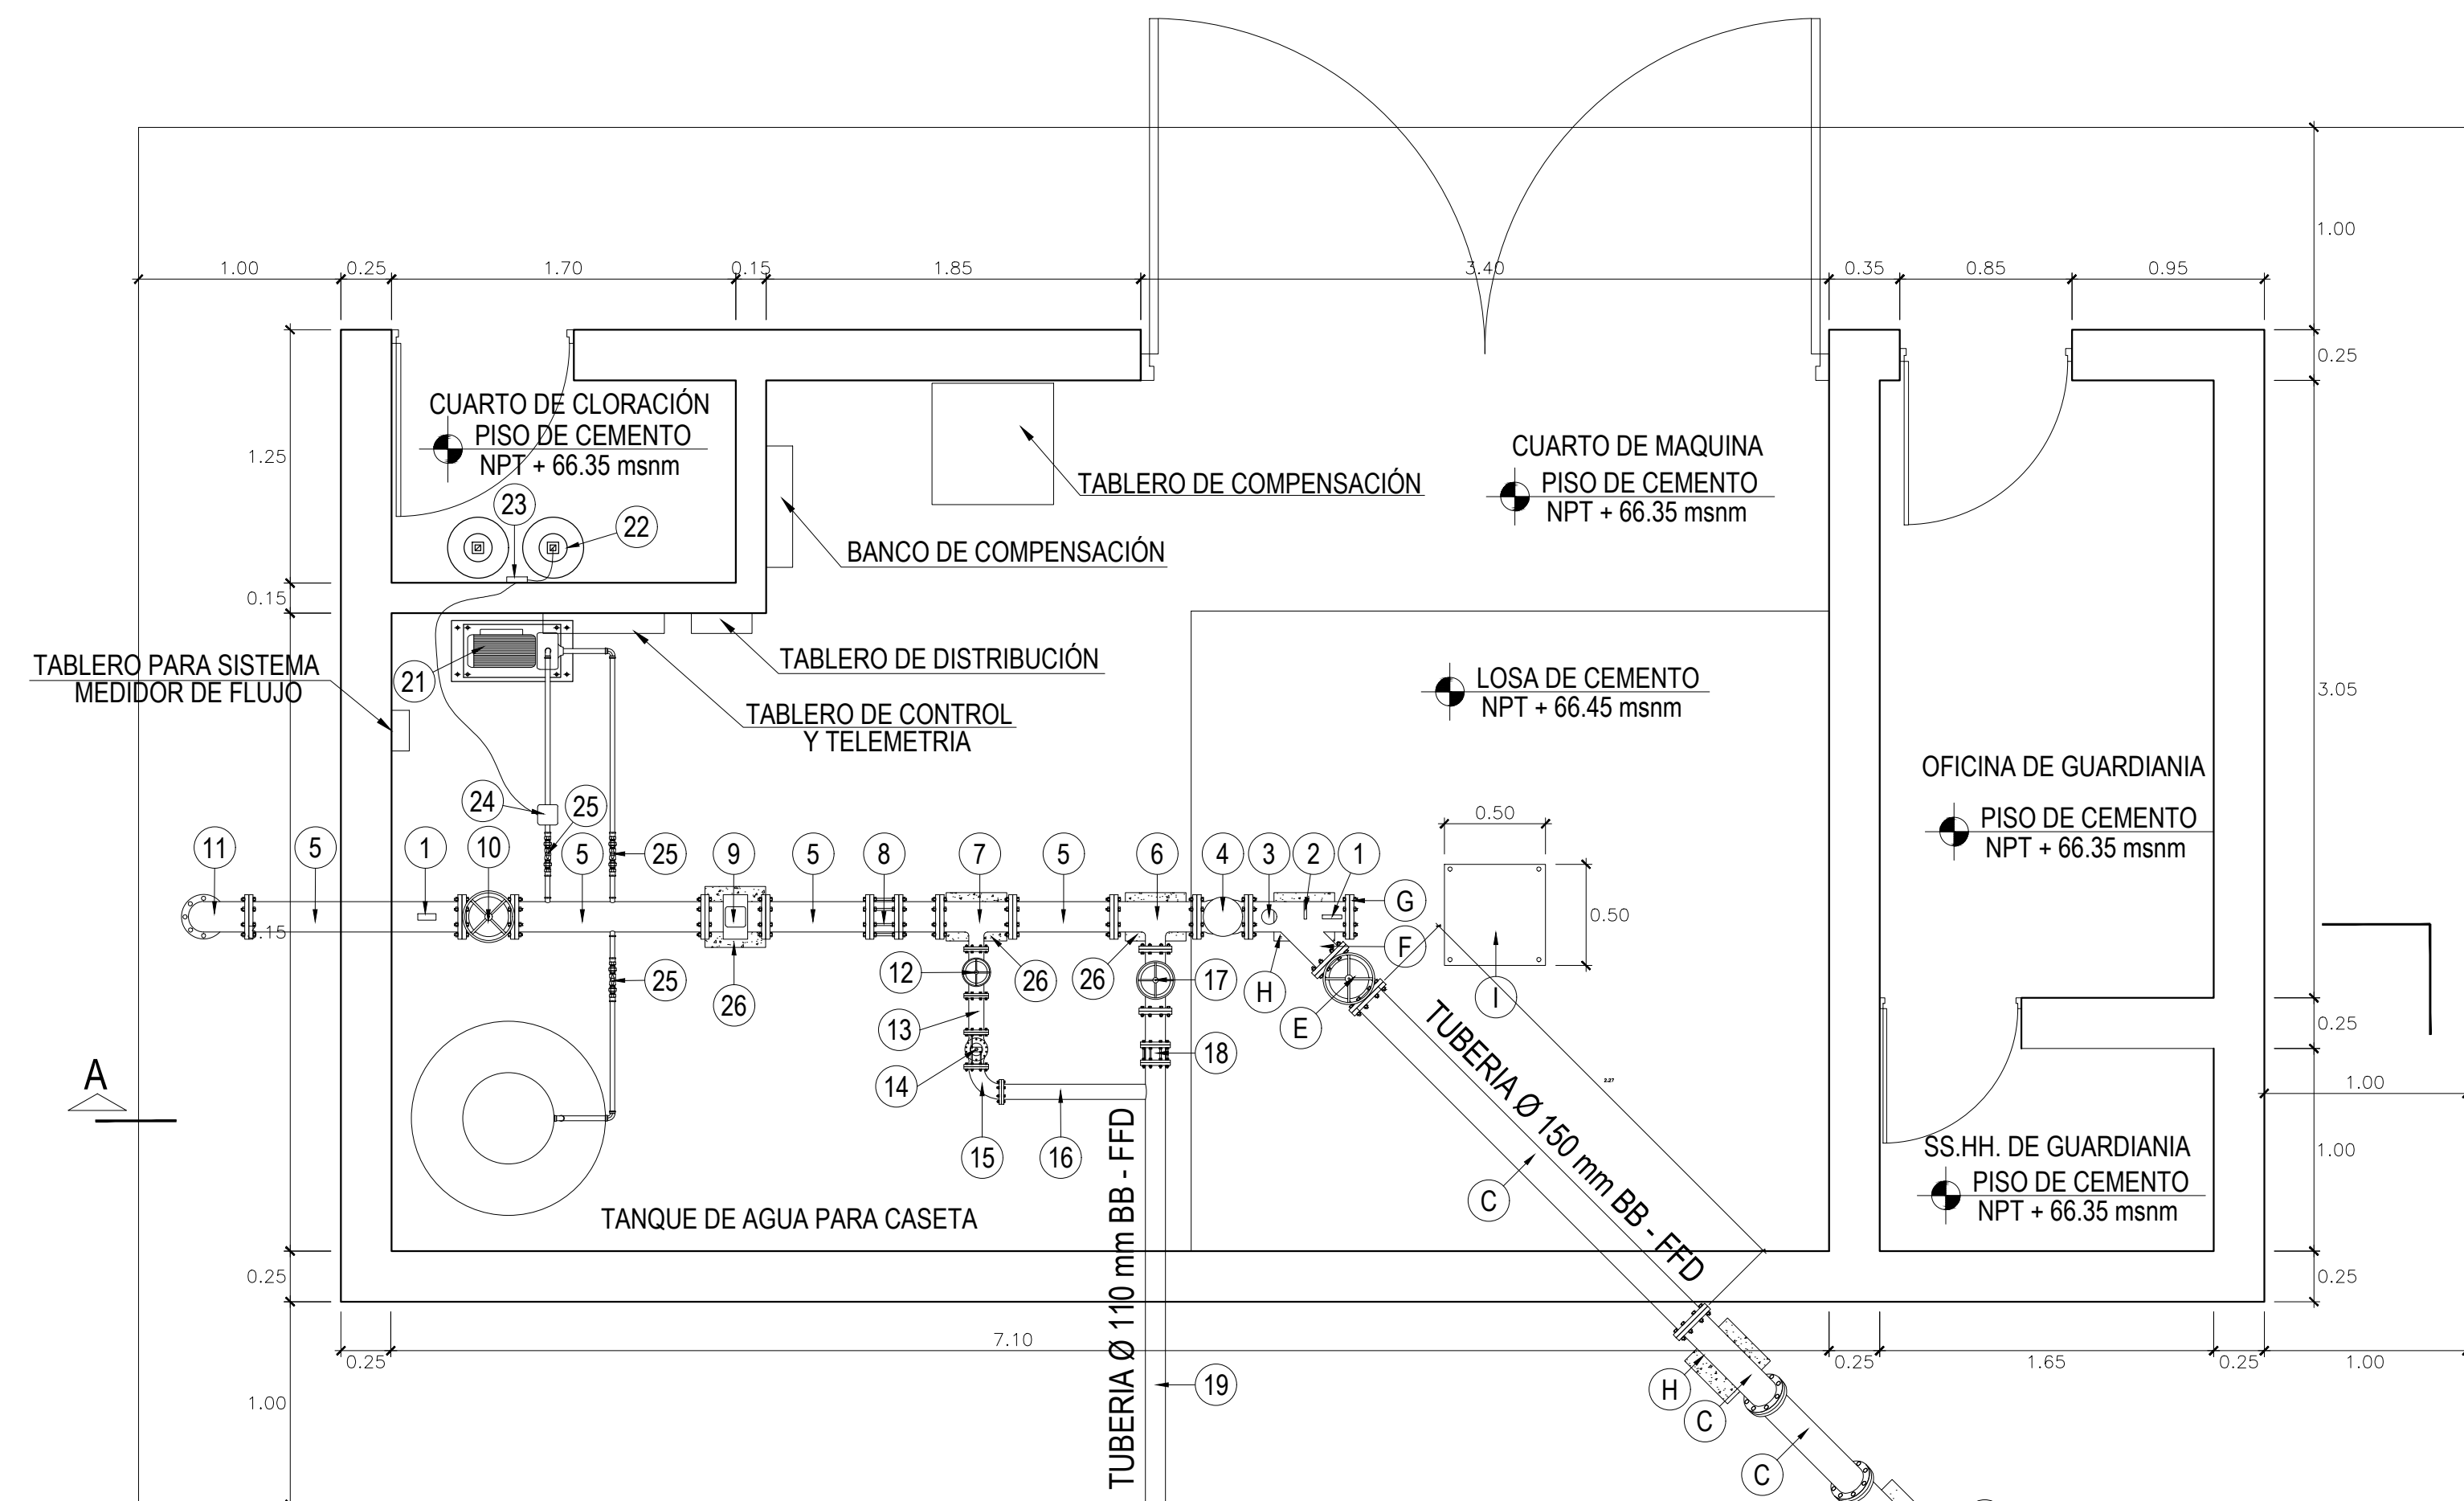 1.00
1.00 0.25 1.70 0.15 1.85 3.40 0.35 0.85 0.95
0.25
CUARTO DE CLORACIÓN
PISO DE CEMENTO
NPT + 66.35 msnm
1.25
CUARTO DE MAQUINA
PISO DE CEMENTO
NPT + 66.35 msnm
TABLERO DE COMPENSACIÓN
23
22
BANCO DE COMPENSACIÓN
0.15
TABLERO PARA SISTEMA
MEDIDOR DE FLUJO
21
TABLERO DE DISTRIBUCIÓN
TABLERO DE CONTROL
Y TELEMETRIA
LOSA DE CEMENTO
NPT + 66.45 msnm
3.05
OFICINA DE GUARDIANIA
PISO DE CEMENTO
NPT + 66.35 msnm
24 25
0.50
11 5 1 10 5 25 9 5 8 7 5 6 4 3 2 1
G
0.50
.15
F
25 26 12 26 26 17 H E I
13
18
14
0.25
A
1.00
2.27
TUBERIA Ø 150 mm BB - FFD
15 16
C
SS.HH. DE GUARDIANIA
PISO DE CEMENTO
NPT + 66.35 msnm
1.00
TANQUE DE AGUA PARA CASETA
TUBERIA Ø 110 mm BB - FFD
0.25
0.25
0.25 7.10 0.25 1.65 0.25 1.00
1.00
19
H
C
C